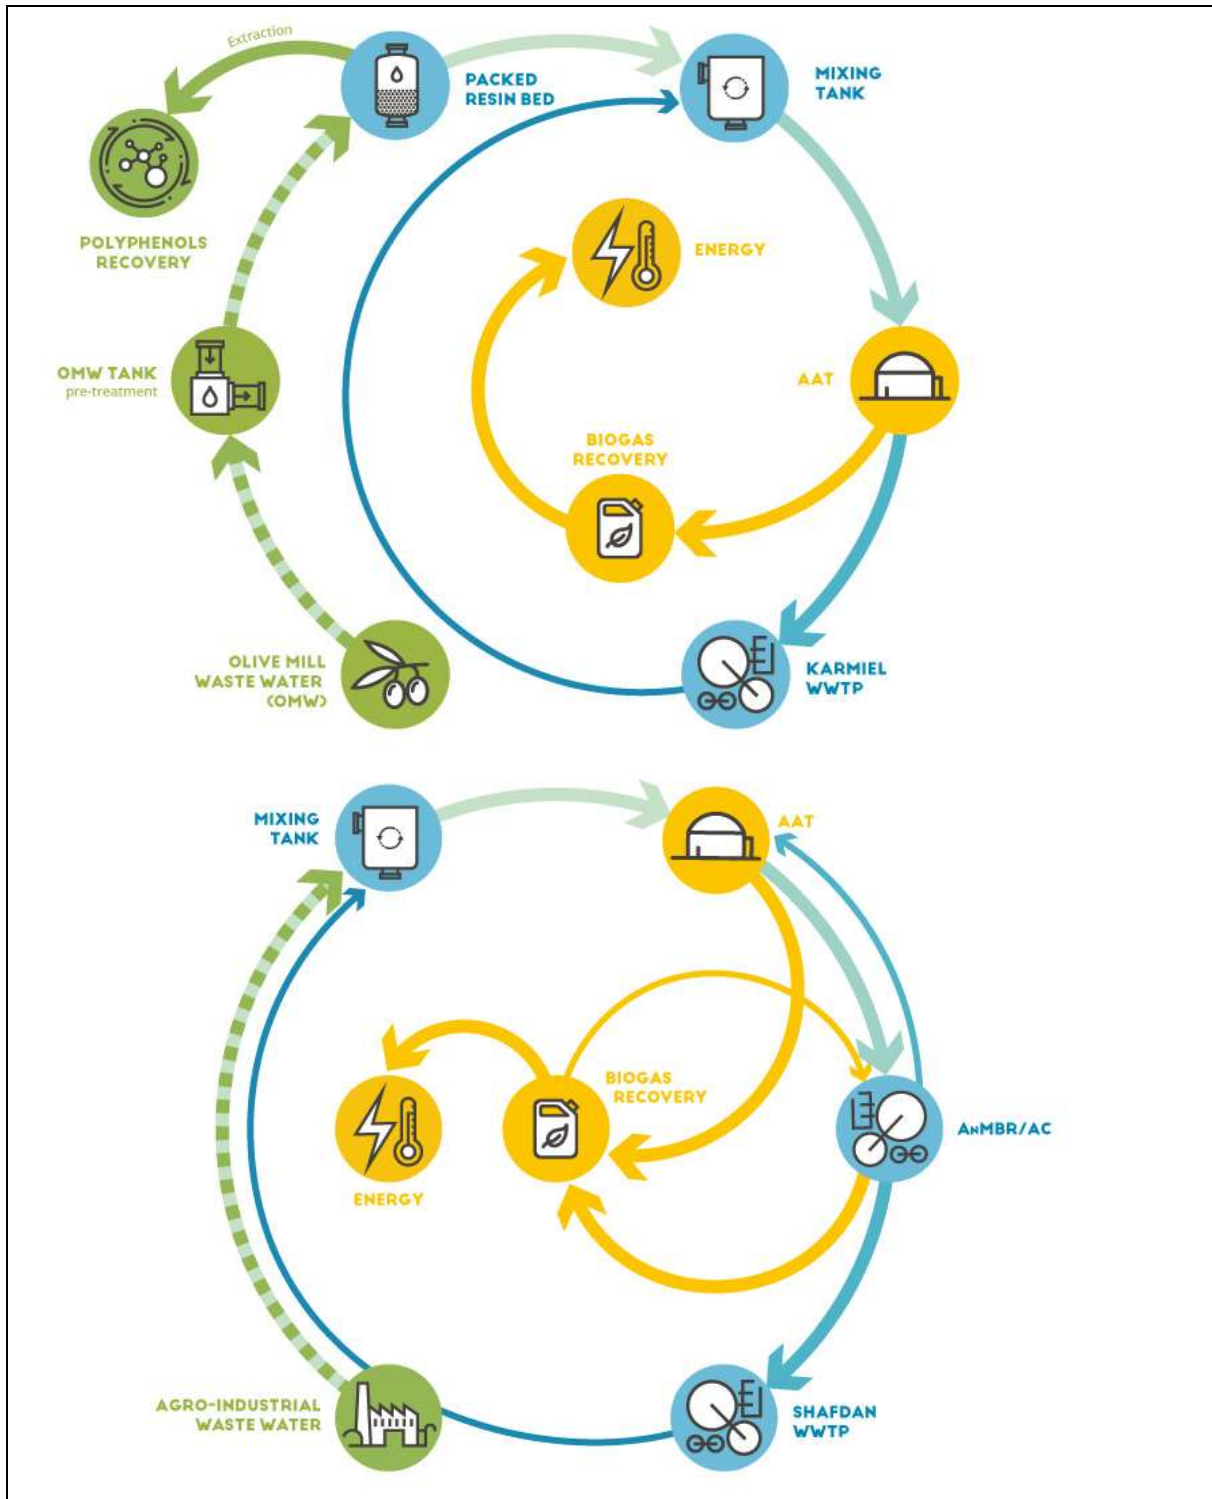 Extraction
PACKED
RESIN BED
MIXING
TANK
POLYPHENOLS
RECOVERY
ENERGY
OMW TANK
pre-treatment
AAT
BIOGAS
RECOVERY
OLIVE MILL
WASTE WATER
(OMW)
KARMIEL
WWTP
MIXING
TANK
AAT
BIOGAS
RECOVERY
ANMBR/AC
ENERGY
AGRO-INDUSTRIAL
WASTE WATER
SHAFDAN
WWTP